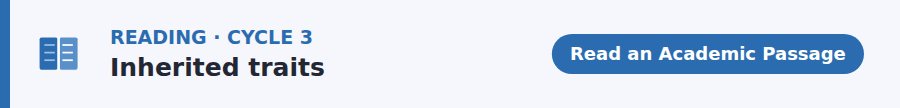 READING · CYCLE 3
Inherited traits
Read an Academic Passage